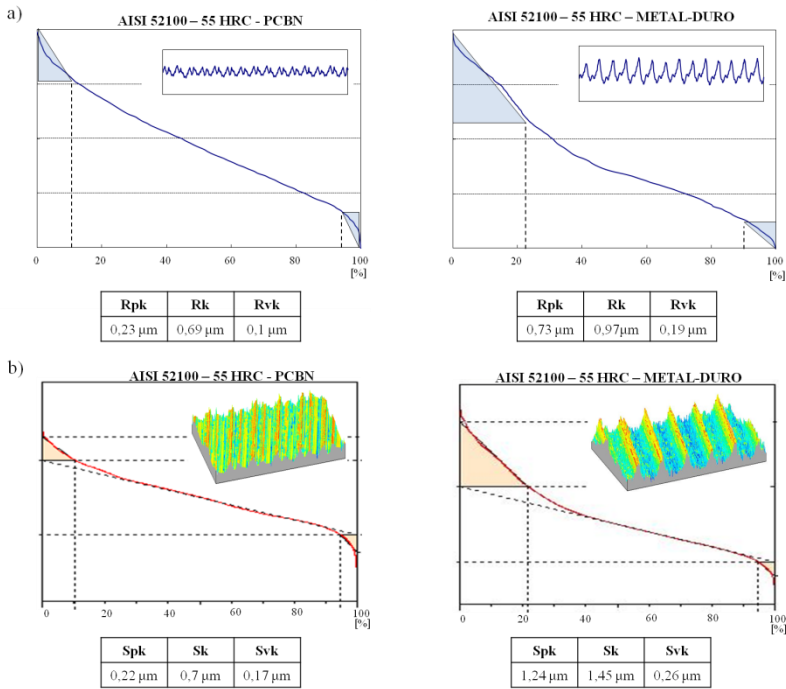 a)
AISI 52100 – 55 HRC - PCBN
AISI 52100 – 55 HRC – METAL-DURO
0 20 40 60 80 100
[%]
0 20 40 60 80 100
[%]
Rpk Rk Rvk
0,23 µm 0,69 µm 0,1 µm
Rpk Rk Rvk
0,73 µm 0,97µm 0,19 µm
b)
AISI 52100 – 55 HRC - PCBN
AISI 52100 – 55 HRC – METAL-DURO
0 20 40 60 80 100
0 20 40 60 80 100
Spk Sk Svk
0,22 µm 0,7 µm 0,17 µm
Spk Sk Svk
1,24 µm 1,45 µm 0,26 µm